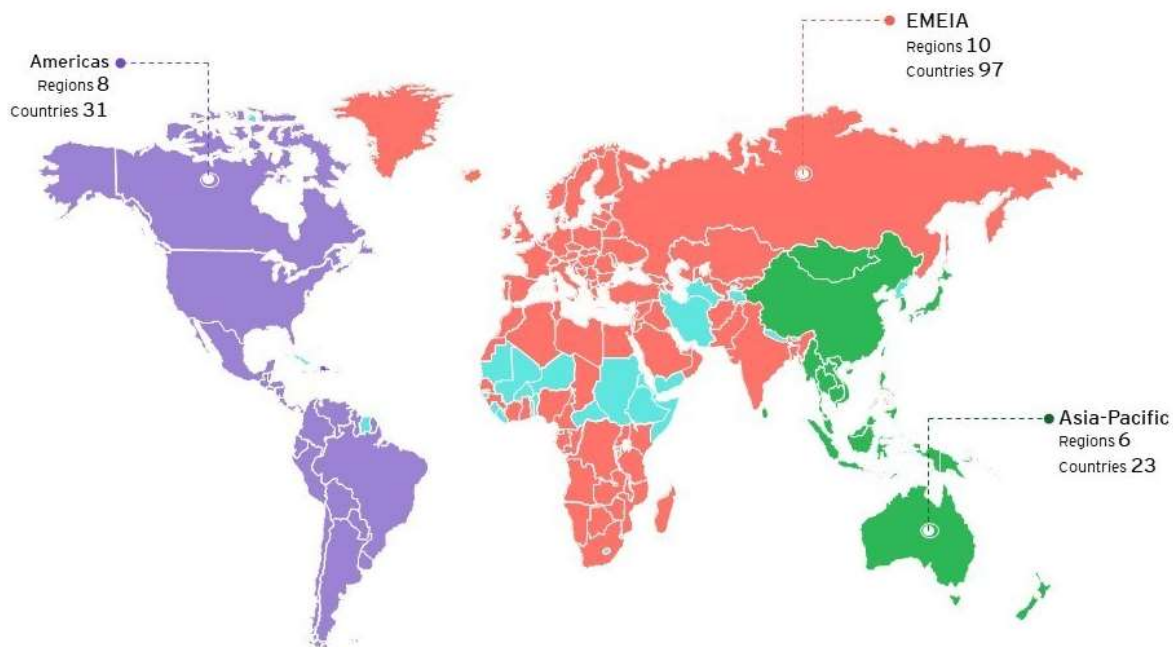 Americas
Regions 8
Countries 31
EMEIA
Regions 10
Countries 97
Asia-Pacific
Regions 6
Countries 23